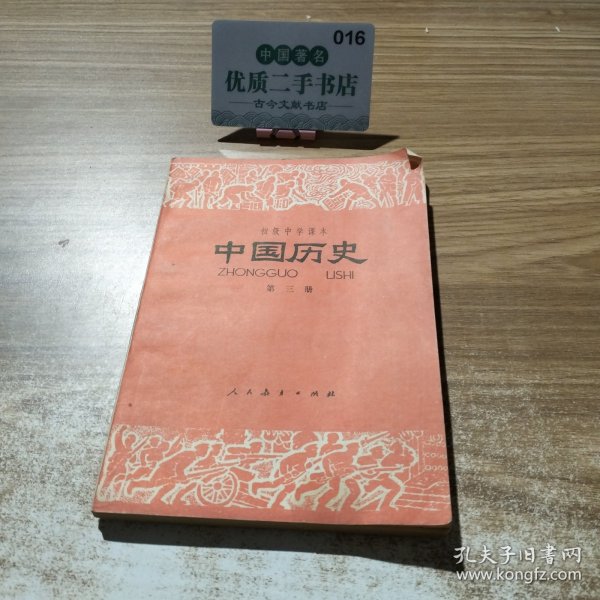 016
中国著名
优质二手书店
古今文献书店
初级中学课本
中国历史
ZHONGGUO LISHI
第三册
人民教育出版社
孔夫子旧书网
www.kongfz.com